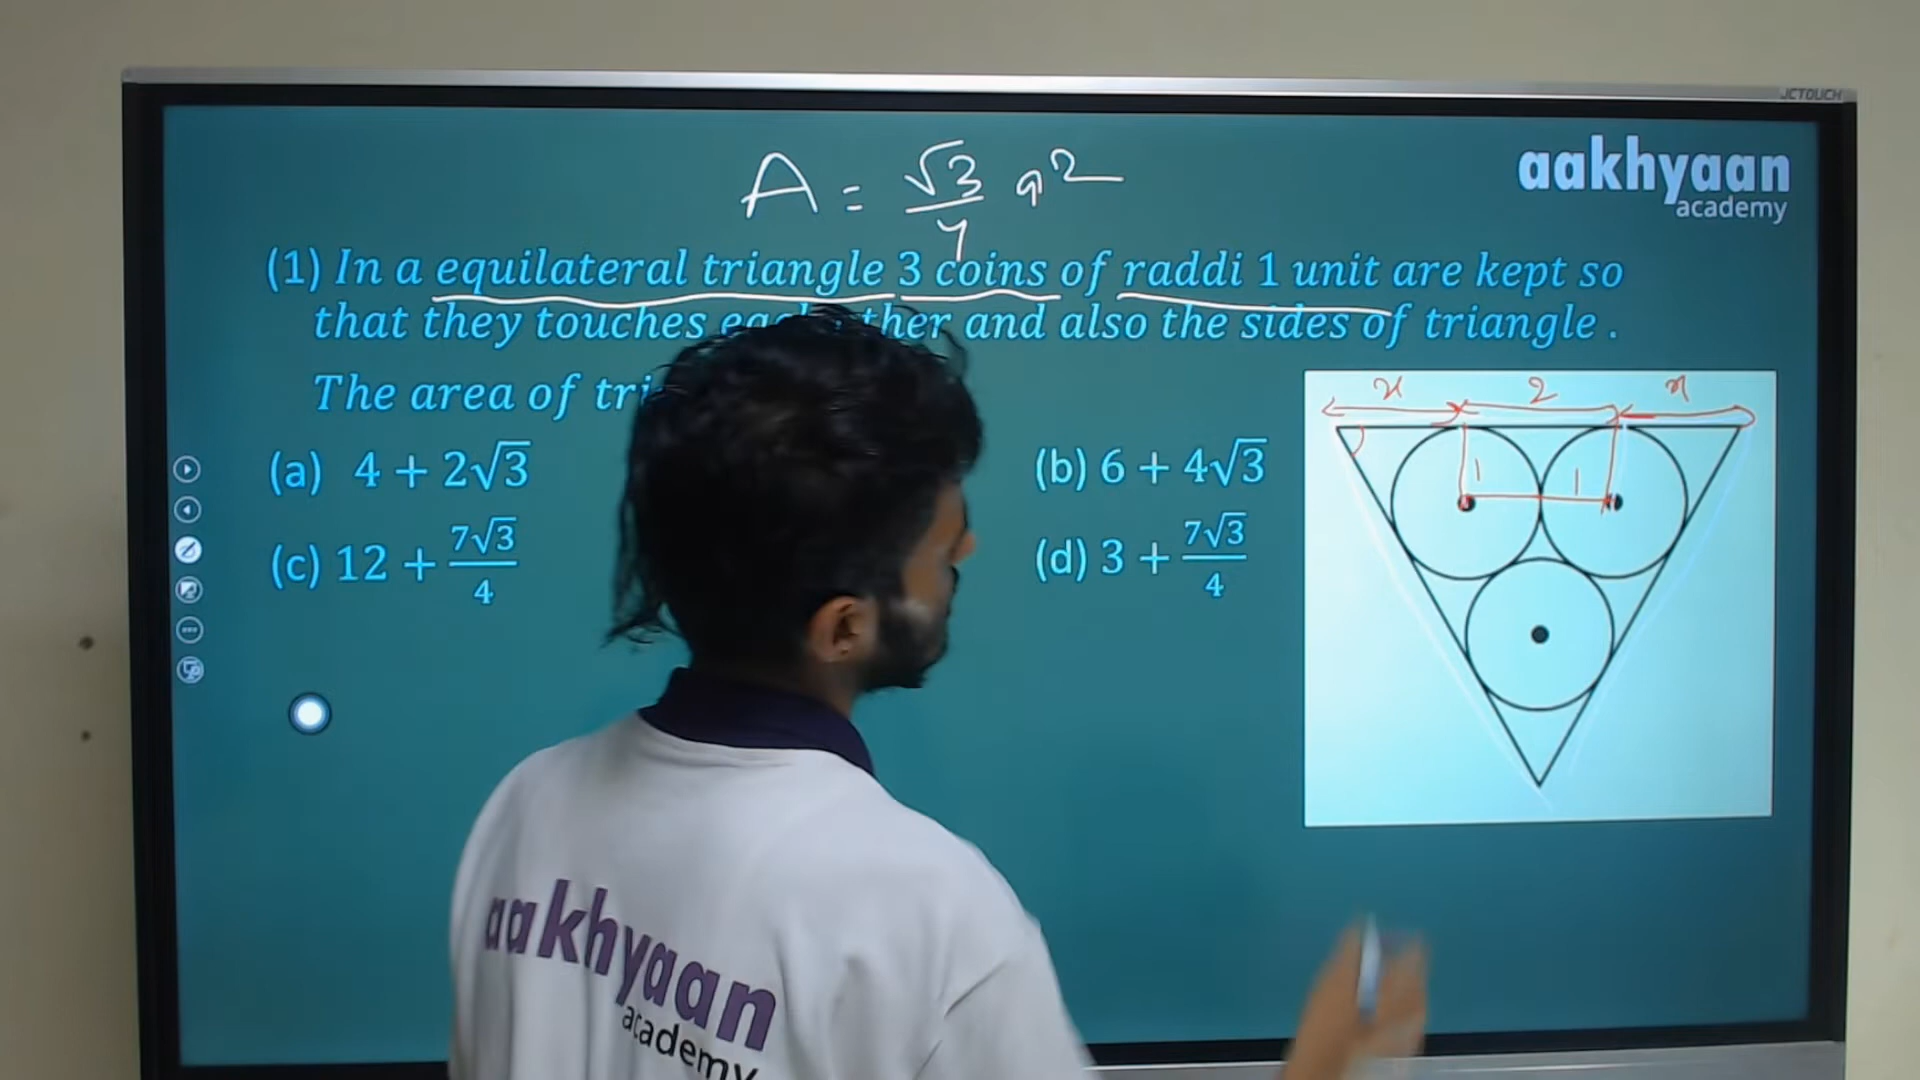 JCTOUCH
aakhyaan
academy
A = √3/4 a²
(1) In a equilateral triangle 3 coins of raddi 1 unit are kept so
that they touches other and also the sides of triangle .
The area of
(a) 4 + 2√3
(b) 6 + 4√3
(c) 12 + 7√3/4
(d) 3 + 7√3/4
x 2 x
1 1
aakhyaan
academy